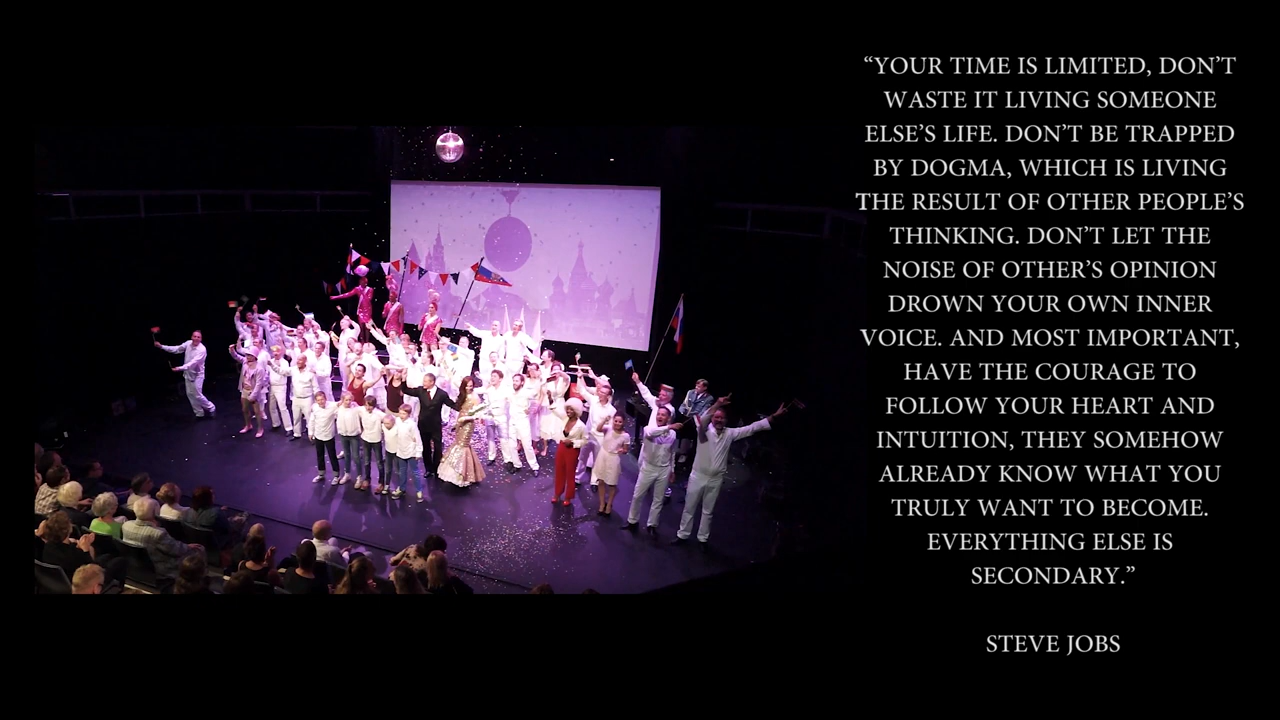 “YOUR TIME IS LIMITED, DON’T
WASTE IT LIVING SOMEONE
ELSE’S LIFE. DON’T BE TRAPPED
BY DOGMA, WHICH IS LIVING
THE RESULT OF OTHER PEOPLE’S
THINKING. DON’T LET THE
NOISE OF OTHER’S OPINION
DROWN YOUR OWN INNER
VOICE. AND MOST IMPORTANT,
HAVE THE COURAGE TO
FOLLOW YOUR HEART AND
INTUITION, THEY SOMEHOW
ALREADY KNOW WHAT YOU
TRULY WANT TO BECOME.
EVERYTHING ELSE IS
SECONDARY.”
STEVE JOBS